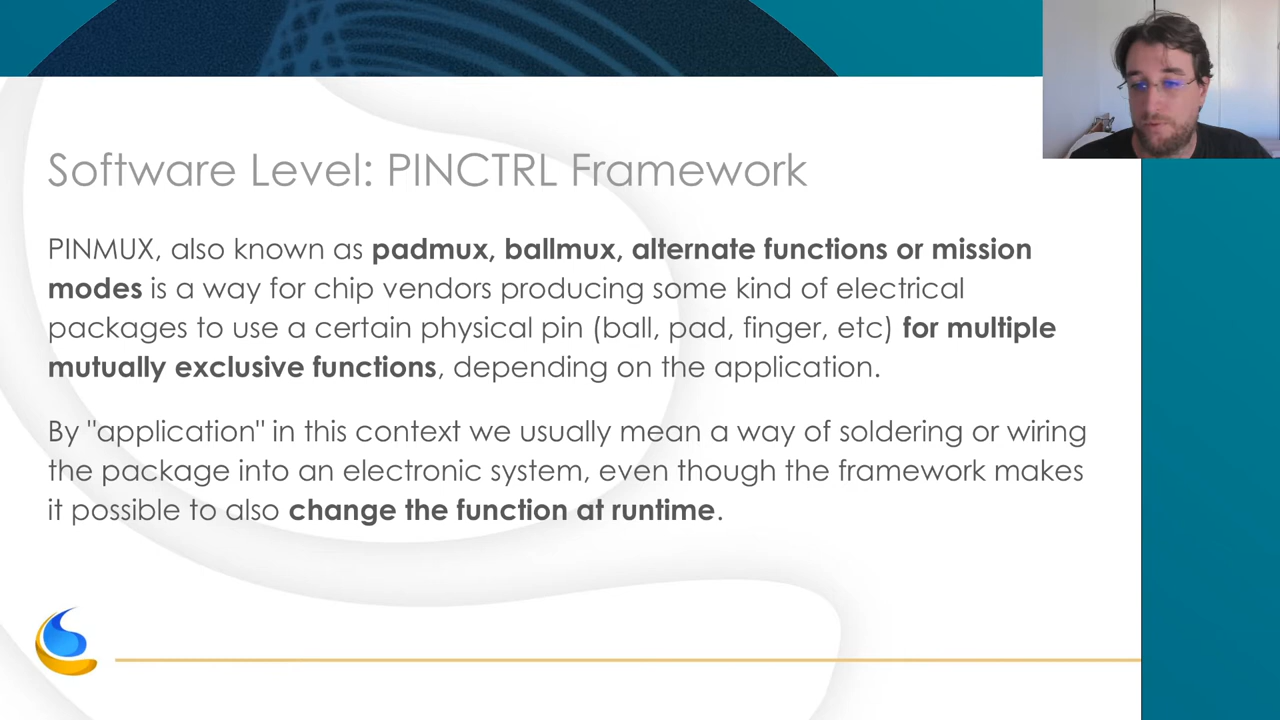 Software Level: PINCTRL Framework
PINMUX, also known as padmux, ballmux, alternate functions or mission
modes is a way for chip vendors producing some kind of electrical
packages to use a certain physical pin (ball, pad, finger, etc) for multiple
mutually exclusive functions, depending on the application.
By "application" in this context we usually mean a way of soldering or wiring
the package into an electronic system, even though the framework makes
it possible to also change the function at runtime.